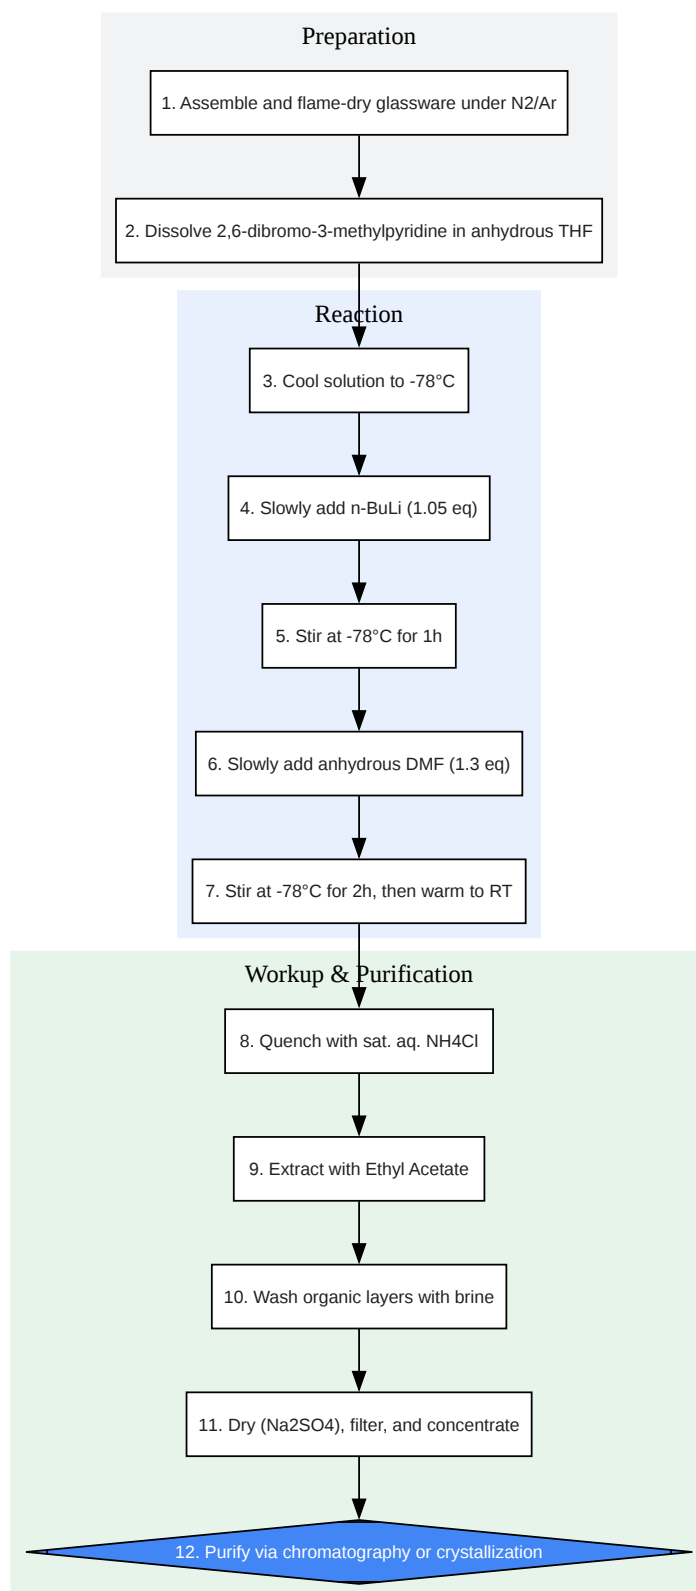 Preparation
1. Assemble and flame-dry glassware under N2/Ar
2. Dissolve 2,6-dibromo-3-methylpyridine in anhydrous THF
Reaction
3. Cool solution to -78°C
4. Slowly add n-BuLi (1.05 eq)
5. Stir at -78°C for 1h
6. Slowly add anhydrous DMF (1.3 eq)
7. Stir at -78°C for 2h, then warm to RT
Workup & Purification
8. Quench with sat. aq. NH4Cl
9. Extract with Ethyl Acetate
10. Wash organic layers with brine
11. Dry (Na2SO4), filter, and concentrate
12. Purify via chromatography or crystallization